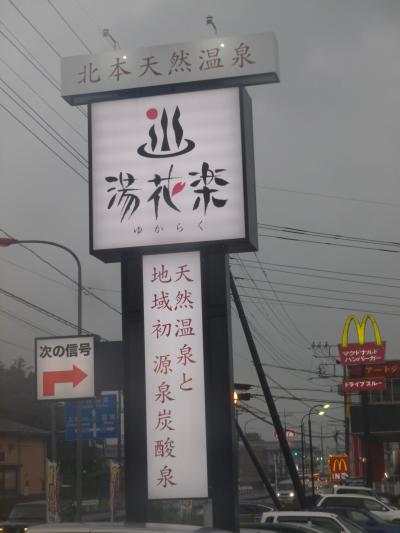 北本天然温泉
湯花楽
ゆからく
天然温泉と
地域初 源泉炭酸泉
次の信号
マクドナルド
ハンバーガー
ドライブスルー